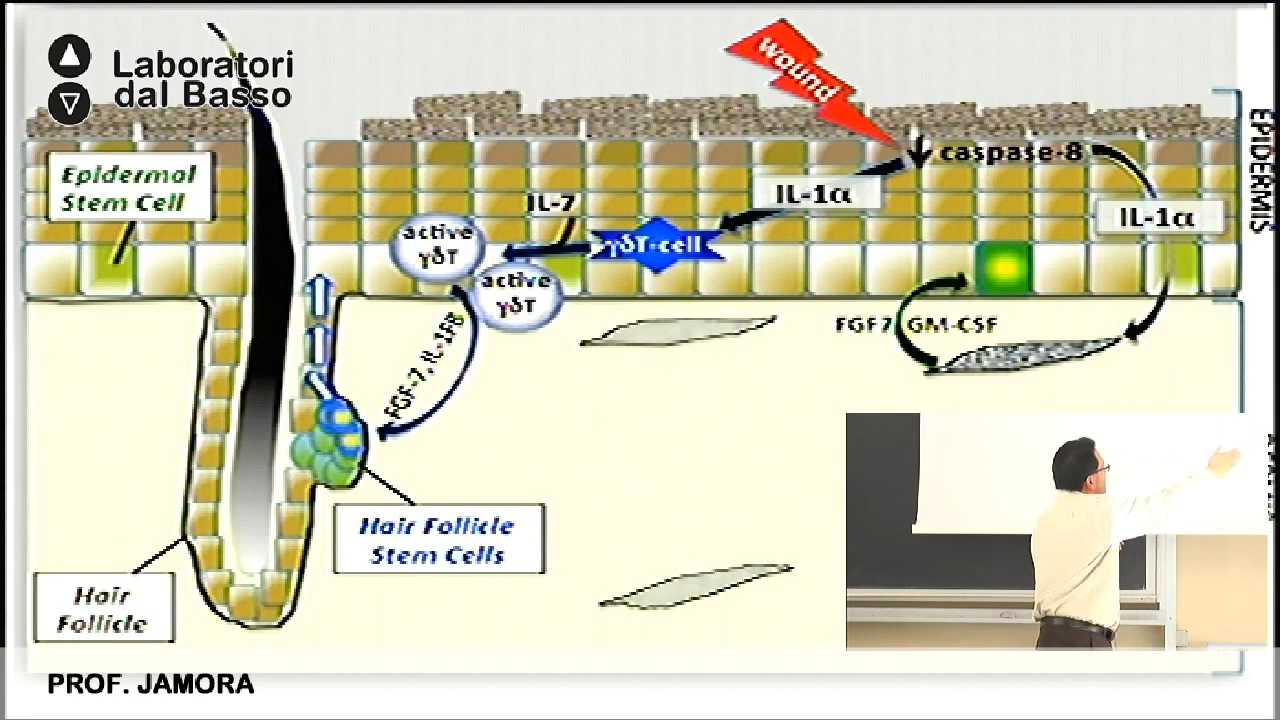 Laboratori
dal Basso
wound
EPIDERMIS
caspase-8
Epidermal
Stem Cell
IL-1α
IL-7
IL-1α
active
γδT
γδT-cell
active
γδT
FGF7
GM-CSF
FGF-7, IL-1F8
Hair Follicle
Stem Cells
Hair
Follicle
PROF. JAMORA